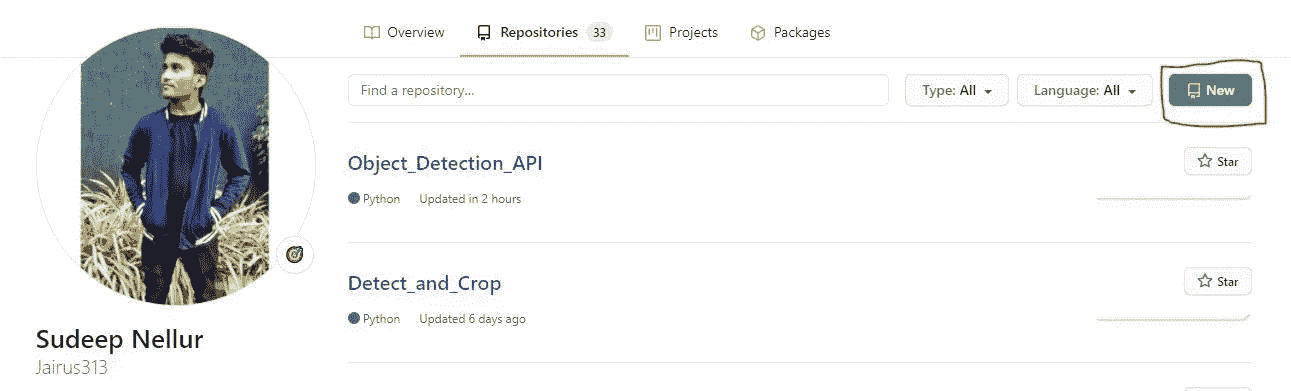 Overview Repositories 33 Projects Packages
Find a repository... Type: All Language: All New
Object_Detection_API Star
Python Updated in 2 hours
Detect_and_Crop Star
Python Updated 6 days ago
Sudeep Nellur
Jairus313